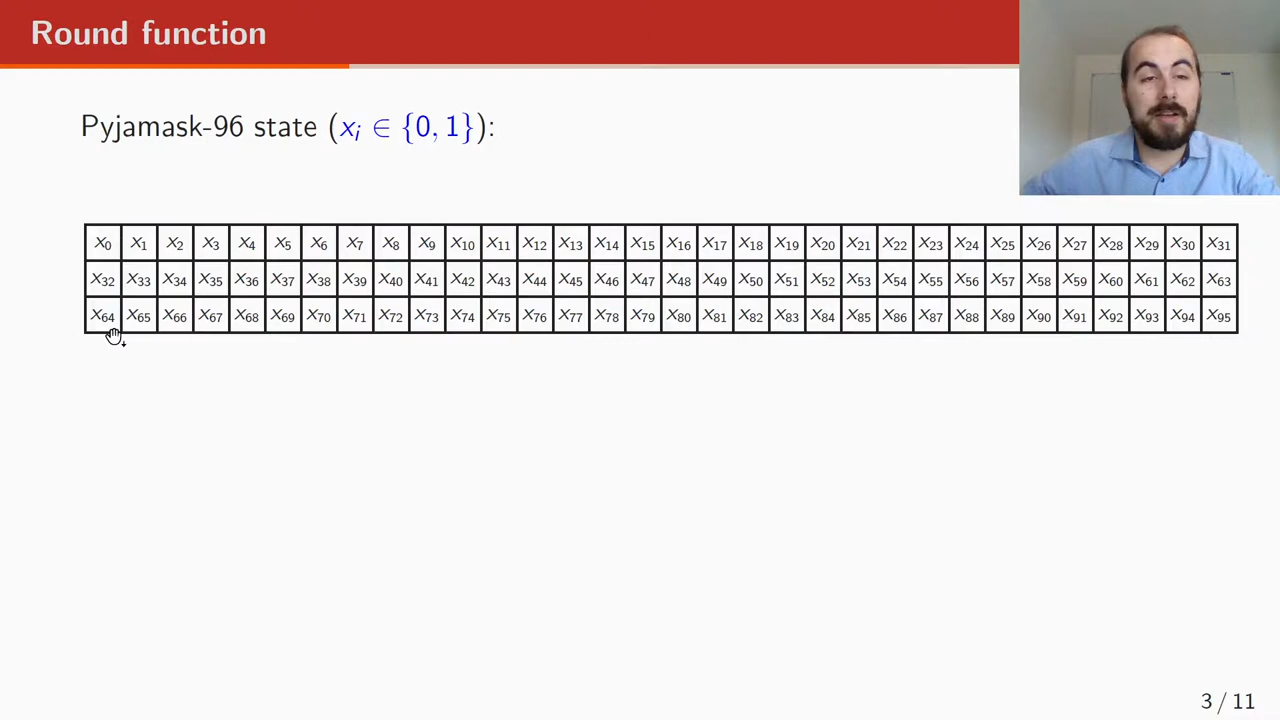 Round function
Pyjamask-96 state (xᵢ ∈ {0, 1}):
x₀ x₁ x₂ x₃ x₄ x₅ x₆ x₇ x₈ x₉ x₁₀ x₁₁ x₁₂ x₁₃ x₁₄ x₁₅ x₁₆ x₁₇ x₁₈ x₁₉ x₂₀ x₂₁ x₂₂ x₂₃ x₂₄ x₂₅ x₂₆ x₂₇ x₂₈ x₂₉ x₃₀ x₃₁
x₃₂ x₃₃ x₃₄ x₃₅ x₃₆ x₃₇ x₃₈ x₃₉ x₄₀ x₄₁ x₄₂ x₄₃ x₄₄ x₄₅ x₄₆ x₄₇ x₄₈ x₄₉ x₅₀ x₅₁ x₅₂ x₅₃ x₅₄ x₅₅ x₅₆ x₅₇ x₅₈ x₅₉ x₆₀ x₆₁ x₆₂ x₆₃
x₆₄ x₆₅ x₆₆ x₆₇ x₆₈ x₆₉ x₇₀ x₇₁ x₇₂ x₇₃ x₇₄ x₇₅ x₇₆ x₇₇ x₇₈ x₇₉ x₈₀ x₈₁ x₈₂ x₈₃ x₈₄ x₈₅ x₈₆ x₈₇ x₈₈ x₈₉ x₉₀ x₉₁ x₉₂ x₉₃ x₉₄ x₉₅
3 / 11